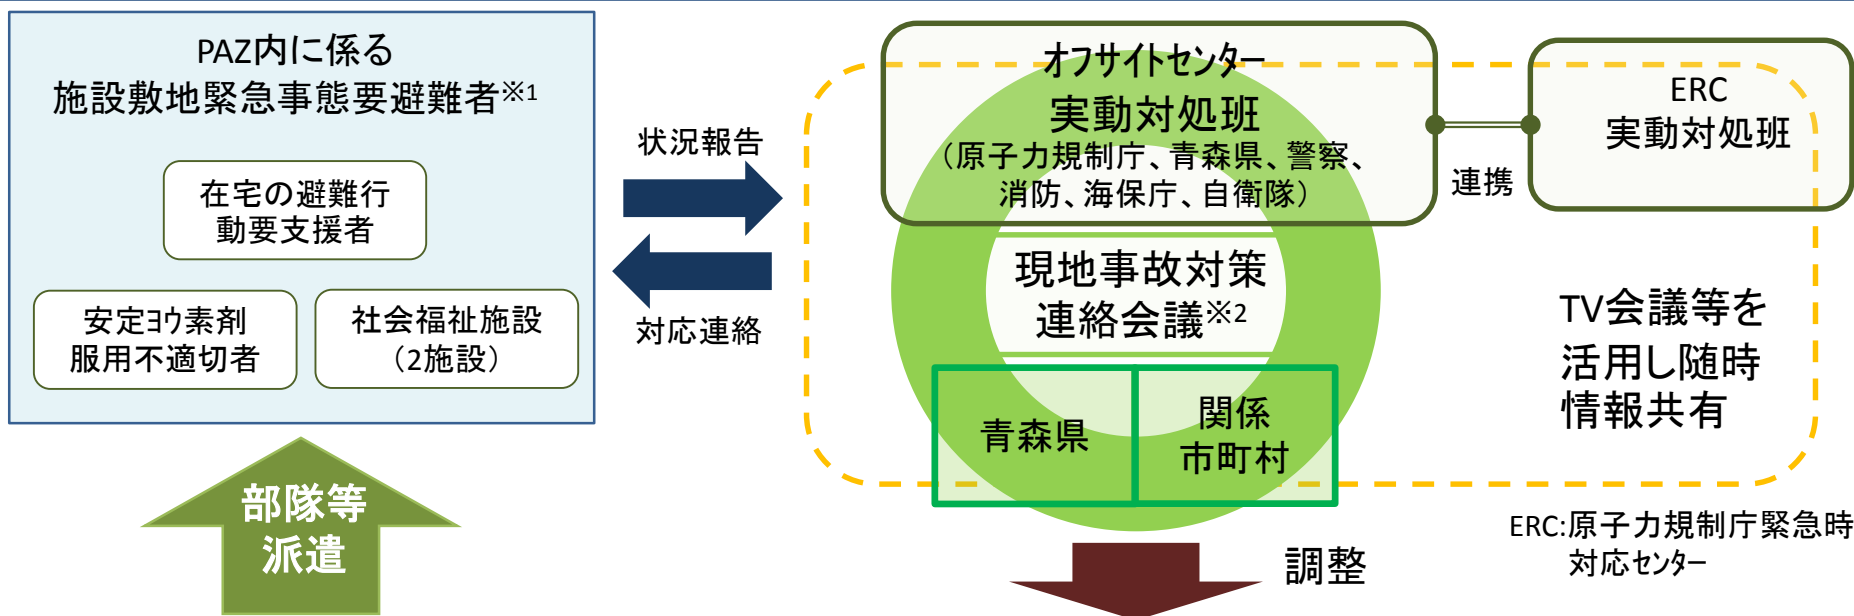 PAZ内に係る
施設敷地緊急事態要避難者※1
在宅の避難行
動要支援者
安定ヨウ素剤
服用不適切者
社会福祉施設
（2施設）
部隊等
派遣
状況報告
対応連絡
オフサイトセンター
実動対処班
（原子力規制庁、青森県、警察、
消防、海保庁、自衛隊）
連携
ERC
実動対処班
現地事故対策
連絡会議※2
青森県
関係
市町村
TV会議等を
活用し随時
情報共有
調整
ERC:原子力規制庁緊急時
対応センター